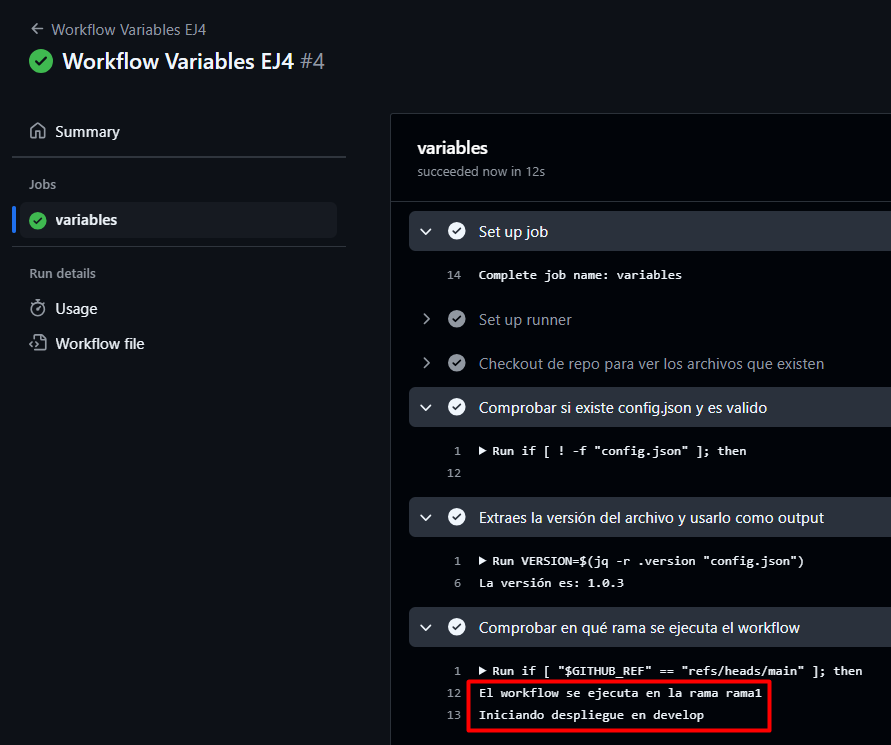 Workflow Variables EJ4
Workflow Variables EJ4 #4
Summary
Jobs
variables
Run details
Usage
Workflow file
variables
succeeded now in 12s
Set up job
14 Complete job name: variables
Set up runner
Checkout de repo para ver los archivos que existen
Comprobar si existe config.json y es valido
1 Run if [ ! -f "config.json" ]; then
12
Extraes la versión del archivo y usarlo como output
1 Run VERSION=$(jq -r .version "config.json")
6 La versión es: 1.0.3
Comprobar en qué rama se ejecuta el workflow
1 Run if [ "$GITHUB_REF" == "refs/heads/main" ]; then
12 El workflow se ejecuta en la rama rama1
13 Iniciando despliegue en develop